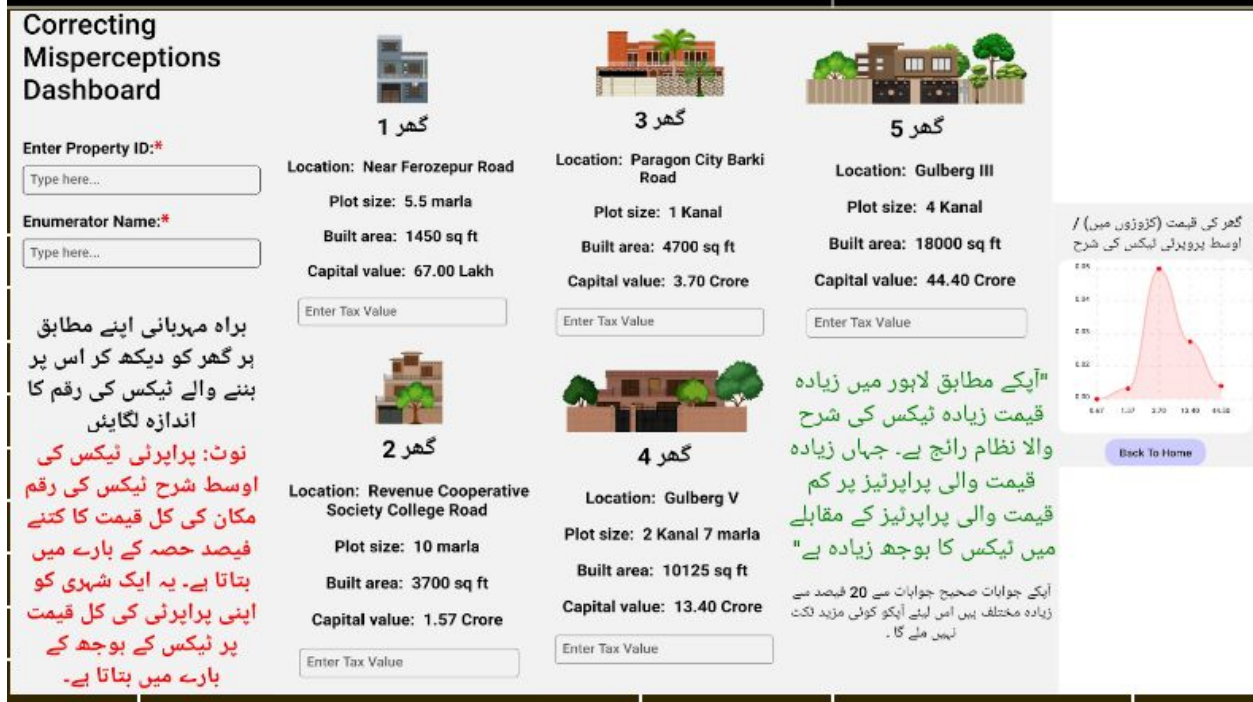 Correcting
Misperceptions
Dashboard
Enter Property ID:*
Type here...
Enumerator Name:*
Type here...
براہ مہربانی اپنے مطابق
ہر گھر کو دیکھ کر اس پر
بننے والے ٹیکس کی رقم کا
اندازہ لگایئں
نوٹ: پراپرٹی ٹیکس کی
اوسط شرح ٹیکس کی رقم
مکان کی کل قیمت کا کتنے
فیصد حصہ کے بارے میں
بتاتا ہے۔ یہ ایک شہری کو
اپنی پراپرٹی کی کل قیمت
پر ٹیکس کے بوجھ کے
بارے میں بتاتا ہے۔
گھر 1
Location: Near Ferozepur Road
Plot size: 5.5 marla
Built area: 1450 sq ft
Capital value: 67.00 Lakh
Enter Tax Value
گھر 2
Location: Revenue Cooperative
Society College Road
Plot size: 10 marla
Built area: 3700 sq ft
Capital value: 1.57 Crore
Enter Tax Value
گھر 3
Location: Paragon City Barki
Road
Plot size: 1 Kanal
Built area: 4700 sq ft
Capital value: 3.70 Crore
Enter Tax Value
گھر 4
Location: Gulberg V
Plot size: 2 Kanal 7 marla
Built area: 10125 sq ft
Capital value: 13.40 Crore
Enter Tax Value
گھر 5
Location: Gulberg III
Plot size: 4 Kanal
Built area: 18000 sq ft
Capital value: 44.40 Crore
Enter Tax Value
"آپکے مطابق لاہور میں زیادہ
قیمت زیادہ ٹیکس کی شرح
والا نظام رائج ہے۔ جہاں زیادہ
قیمت والی پراپرٹیز پر کم
قیمت والی پراپرٹیز کے مقابلے
میں ٹیکس کا بوجھ زیادہ ہے"
آپکے جوابات صحیح جوابات سے 20 فیصد سے
زیادہ مختلف ہیں اس لیئے آپکو کوئی مزید ٹکٹ
نہیں ملے گا ۔
گھر کی قیمت (کڑوڑوں میں) /
اوسط پروپرٹی ٹیکس کی شرح
0.05
0.04
0.03
0.02
0.00
0.67 1.57 3.70 13.40
Back To Home